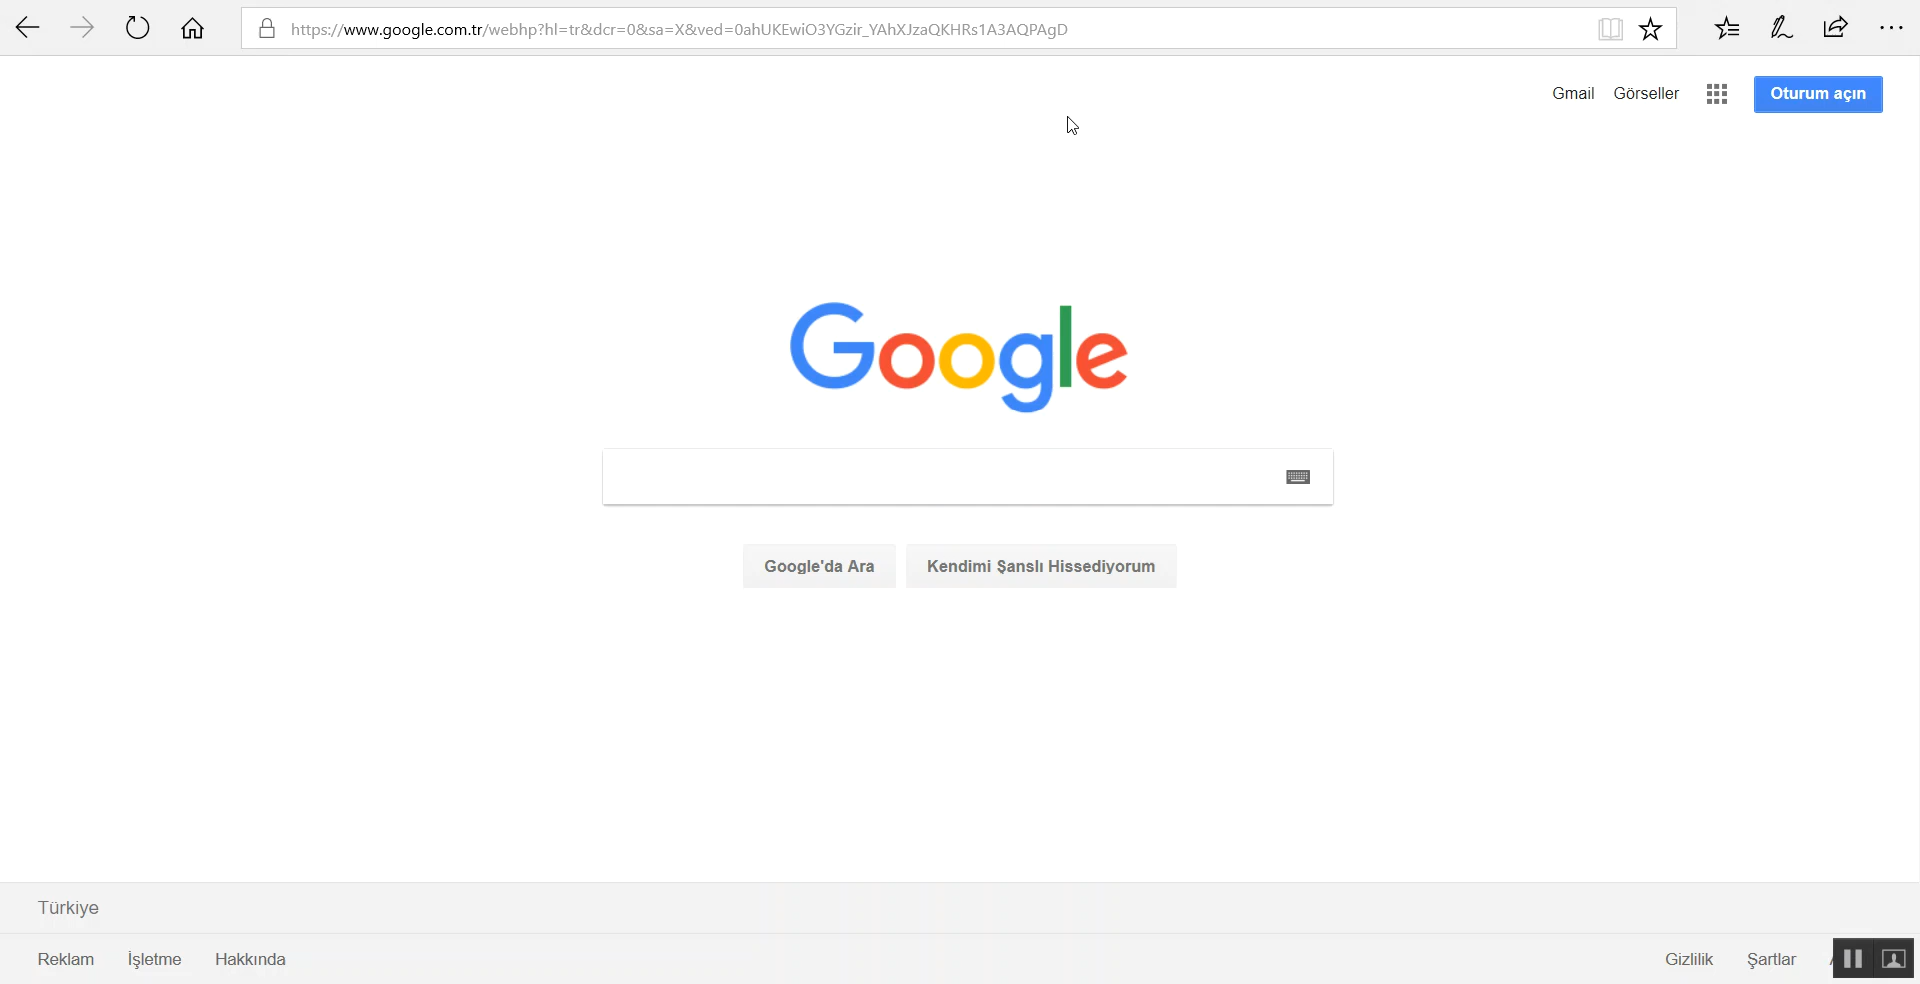 https://www.google.com.tr/webhp?hl=tr&dcr=0&sa=X&ved=0ahUKEwiO3YGzir_YAhXJzaQKHRs1A3AQPAgD
Gmail Görseller Oturum açın
Google
Google'da Ara Kendimi Şanslı Hissediyorum
Türkiye
Reklam İşletme Hakkında Gizlilik Şartlar